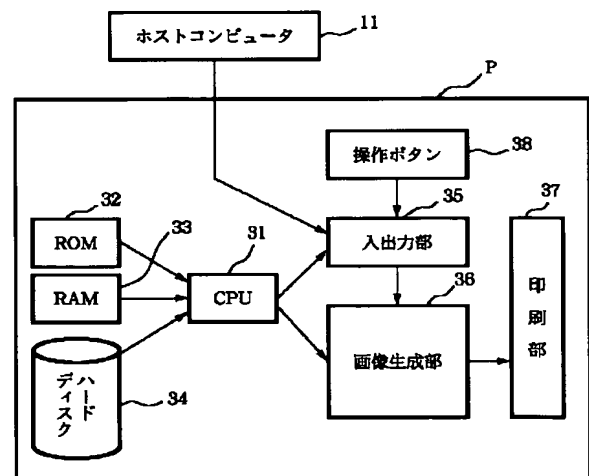 ホストコンピュータ
11
P
操作ボタン
38
35
37
32
ROM
33
31
入出力部
RAM
CPU
36
画像生成部
印刷部
ハード
ディスク
34